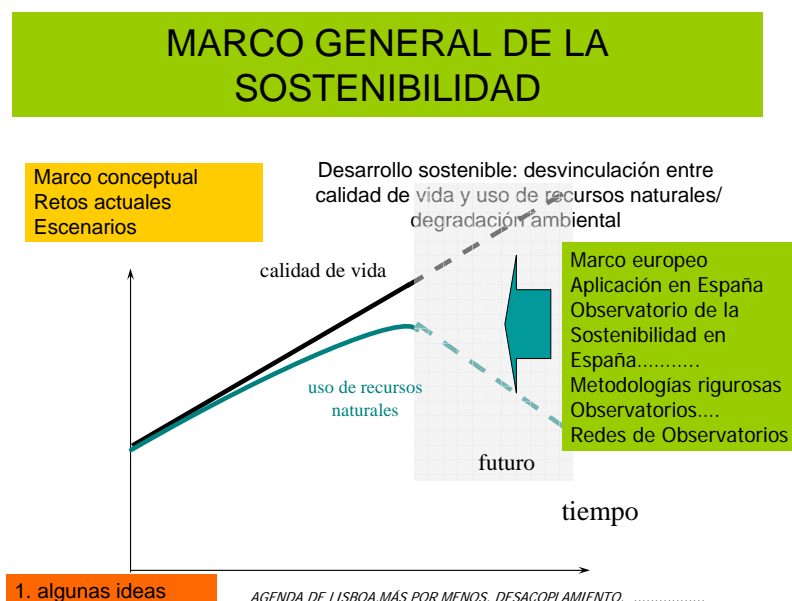 MARCO GENERAL DE LA
SOSTENIBILIDAD
Marco conceptual
Retos actuales
Escenarios
Desarrollo sostenible: desvinculación entre
calidad de vida y uso de recursos naturales/
degradación ambiental
calidad de vida
uso de recursos
naturales
Marco europeo
Aplicación en España
Observatorio de la
Sostenibilidad en
España...........
Metodologías rigurosas
Observatorios....
Redes de Observatorios
futuro
tiempo
1. algunas ideas
AGENDA DE LISBOA.MÁS POR MENOS. DESACOPLAMIENTO. .................